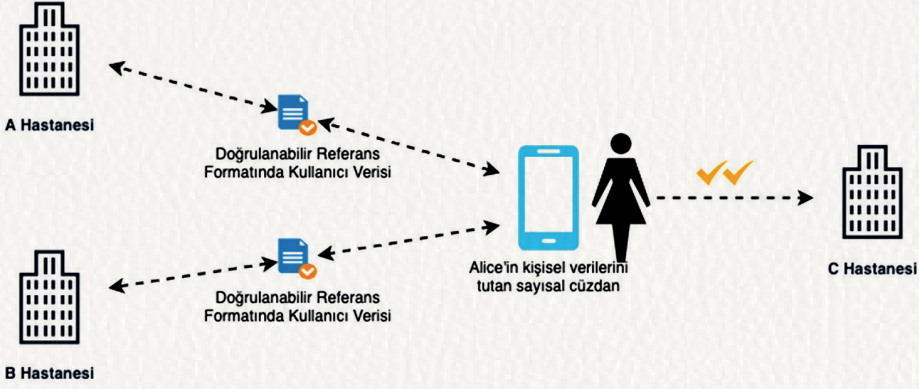 A Hastanesi
Doğrulanabilir Referans
Formatında Kullanıcı Verisi
Alice'in kişisel verilerini
tutan sayısal cüzdan
C Hastanesi
Doğrulanabilir Referans
Formatında Kullanıcı Verisi
B Hastanesi